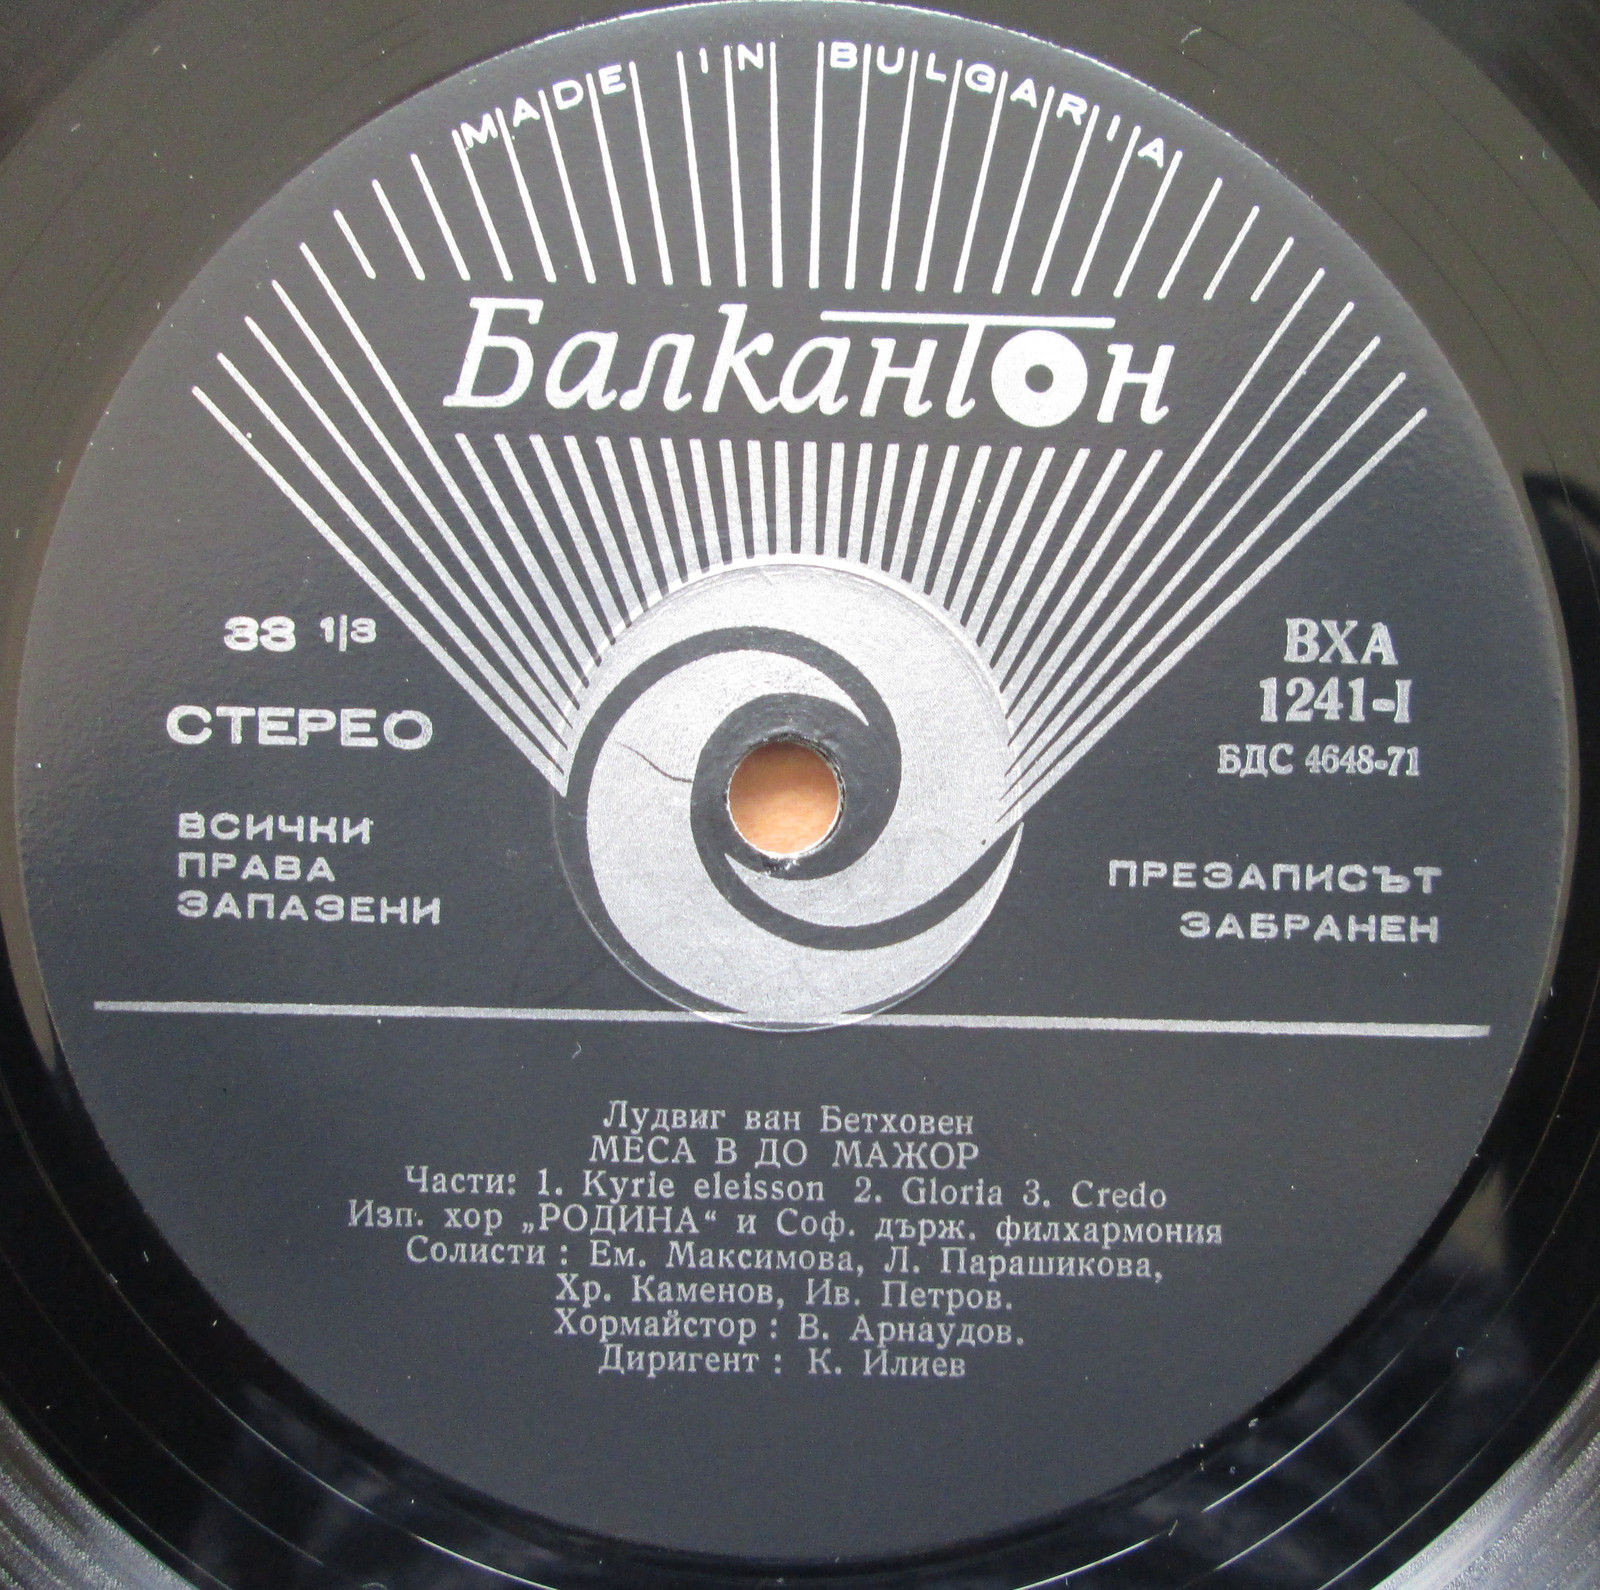 MADE IN BULGARIA
Балкантон
33 1/3
СТЕРЕО
ВСИЧКИ
ПРАВА
ЗАПАЗЕНИ
ВХА
1241-I
БДС 4648-71
ПРЕЗАПИСЪТ
ЗАБРАНЕН
Лудвиг ван Бетховен
МЕСА В ДО МАЖОР
Части: 1. Kyrie eleisson 2. Gloria 3. Credo
Изп. хор „РОДИНА“ и Соф. държ. филхармония
Солисти : Ем. Максимова, Л. Парашикова,
Хр. Каменов, Ив. Петров.
Хормайстор : В. Арнаудов.
Диригент : К. Илиев